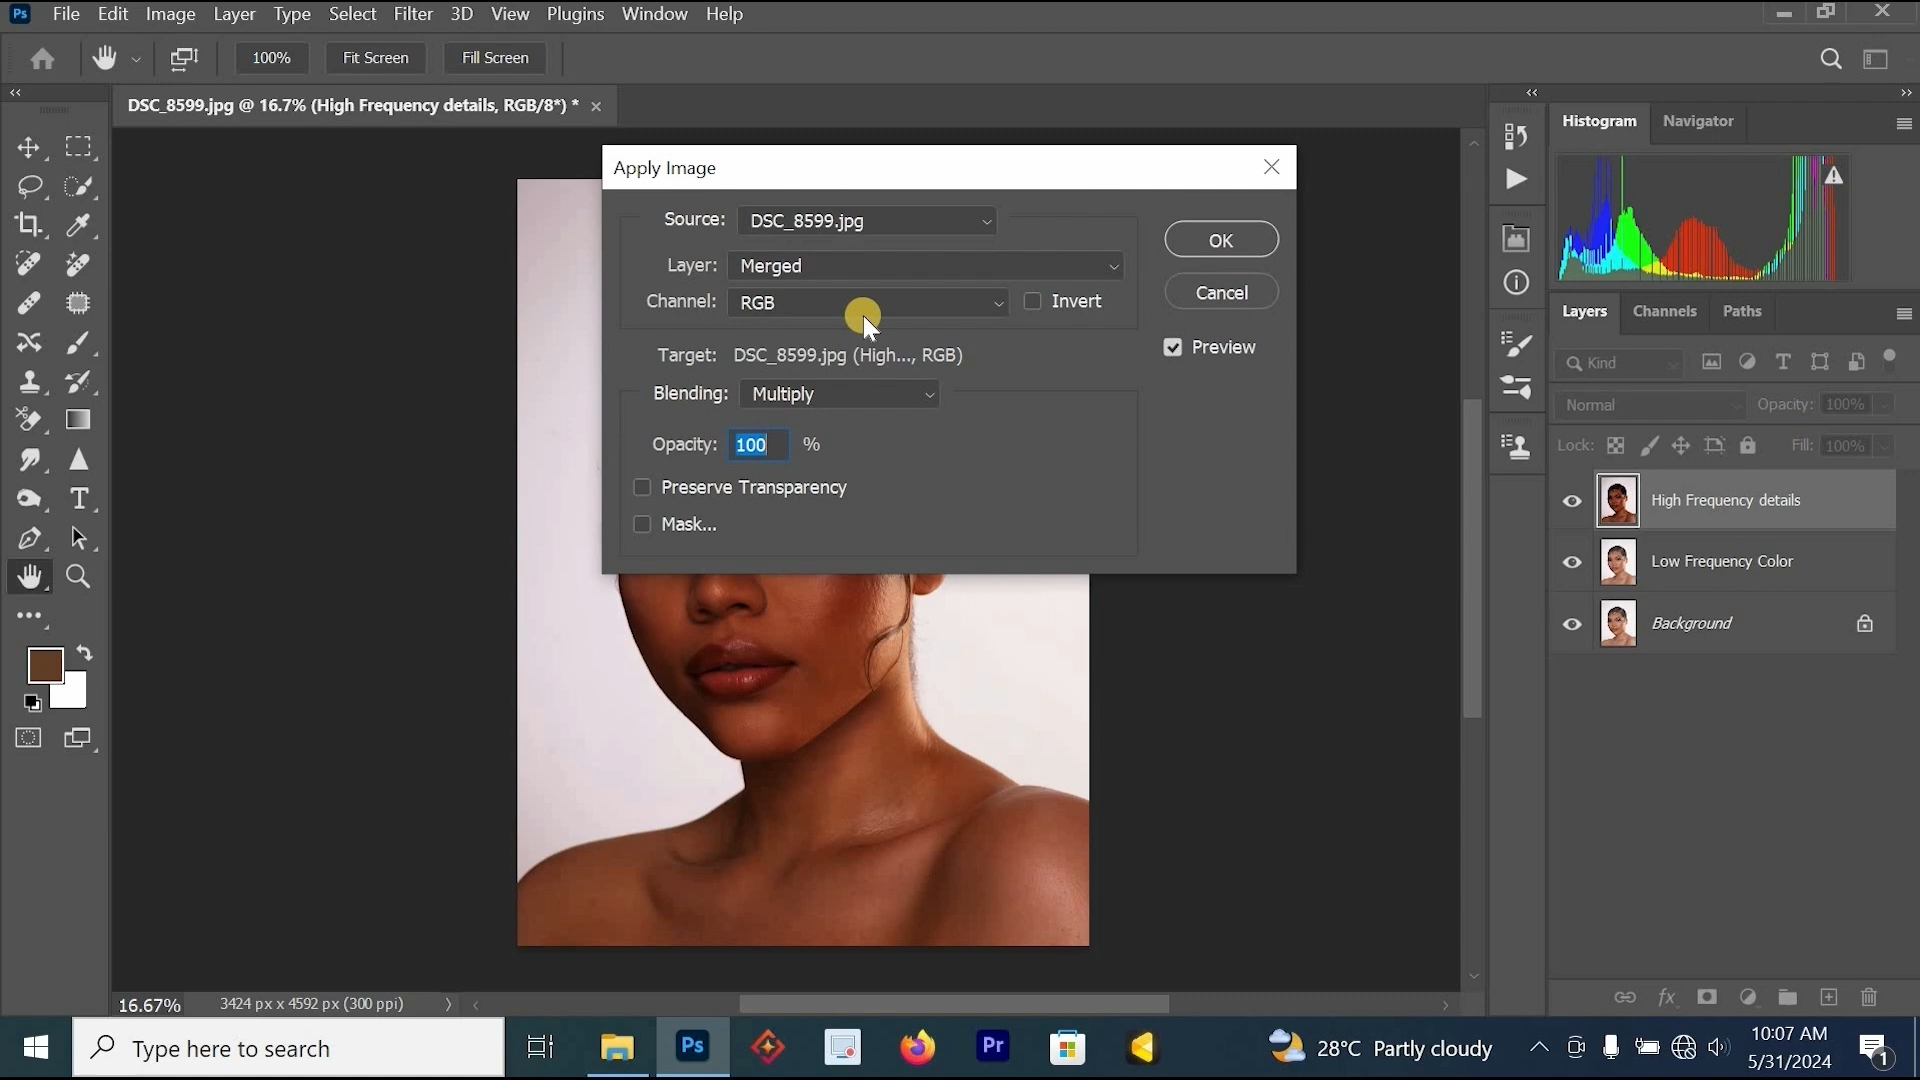 Ps File Edit Image Layer Type Select Filter 3D View Plugins Window Help
100% Fit Screen Fill Screen
DSC_8599.jpg @ 16.7% (High Frequency details, RGB/8*) *
Histogram Navigator
Apply Image
Source: DSC_8599.jpg
OK
Layer: Merged
Cancel
Channel: RGB
Invert
Target: DSC_8599.jpg (High..., RGB)
Preview
Blending: Multiply
Opacity: 100 %
Preserve Transparency
Mask...
Layers Channels Paths
Kind
Normal Opacity: 100%
Lock: Fill: 100%
High Frequency details
Low Frequency Color
Background
16.67% 3424 px x 4592 px (300 ppi)
Type here to search
Ps
Pr
28°C Partly cloudy
10:07 AM
5/31/2024
1